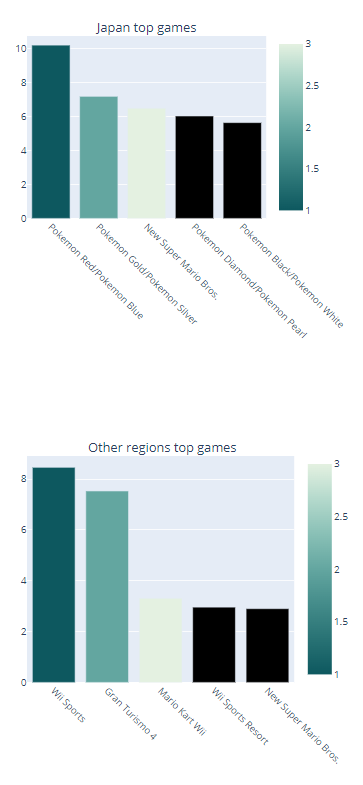 Japan top games
10
8
6
4
2
0
3
2.5
2
1.5
1
Pokemon Red/Pokemon Blue
Pokemon Gold/Pokemon Silver
New Super Mario Bros.
Pokemon Diamond/Pokemon Pearl
Pokemon Black/Pokemon White
Other regions top games
8
6
4
2
0
3
2.5
2
1.5
1
Wii Sports
Gran Turismo 4
Mario Kart Wii
Wii Sports Resort
New Super Mario Bros.